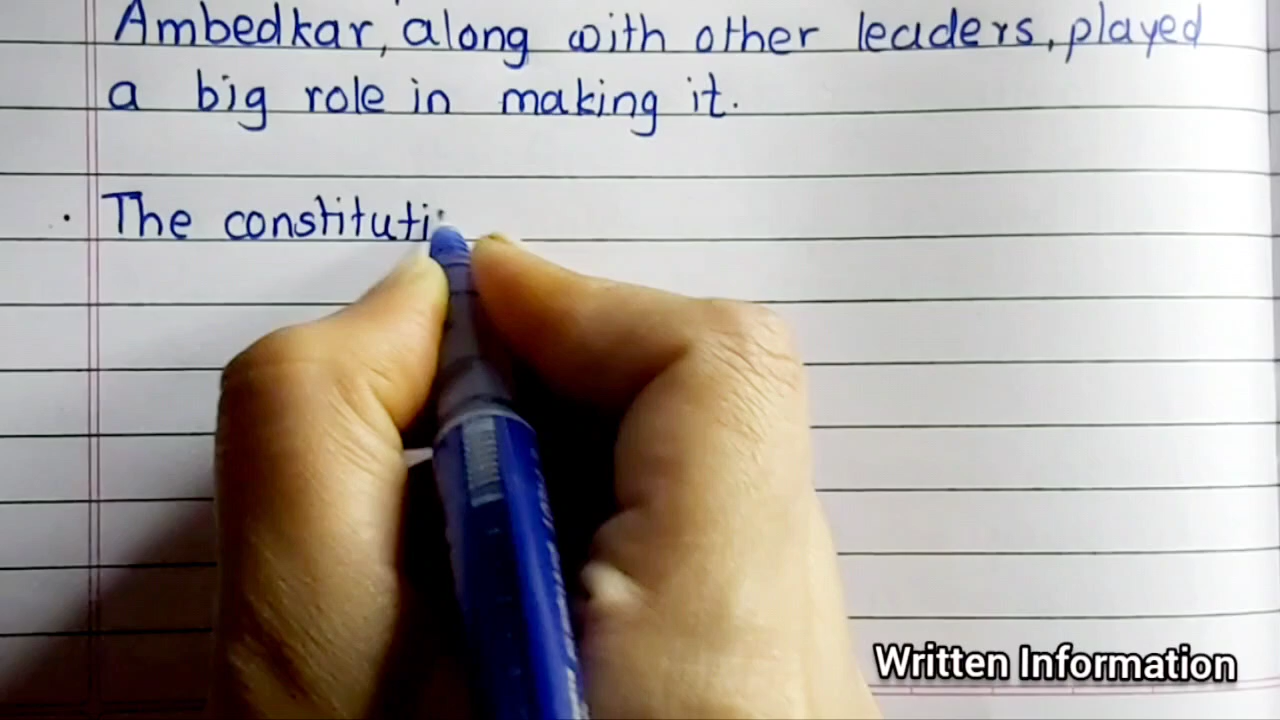 Ambedkar, along with other leaders, played
a big role in making it.
· The constituti
Written Information